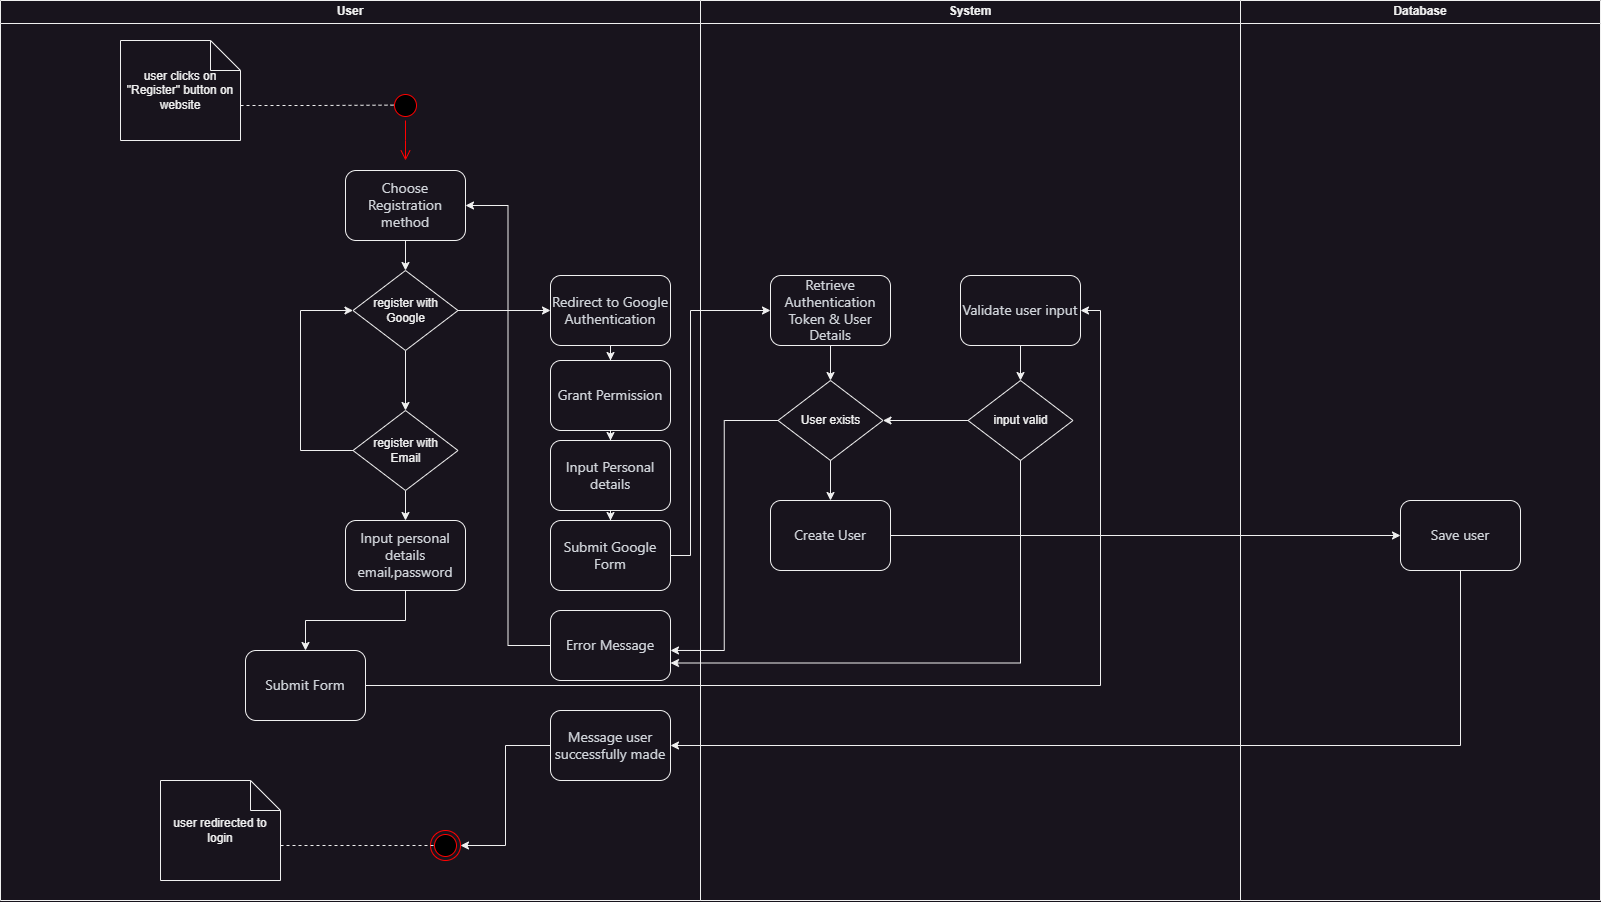 User
System
Database
user clicks on
"Register" button on
website
Choose
Registration
method
register with
Google
Redirect to Google
Authentication
Retrieve
Authentication
Token & User
Details
Validate user input
Grant Permission
User exists
input valid
register with
Email
Input Personal
details
Input personal
details
email,password
Submit Google
Form
Create User
Save user
Error Message
Submit Form
Message user
successfully made
user redirected to
login